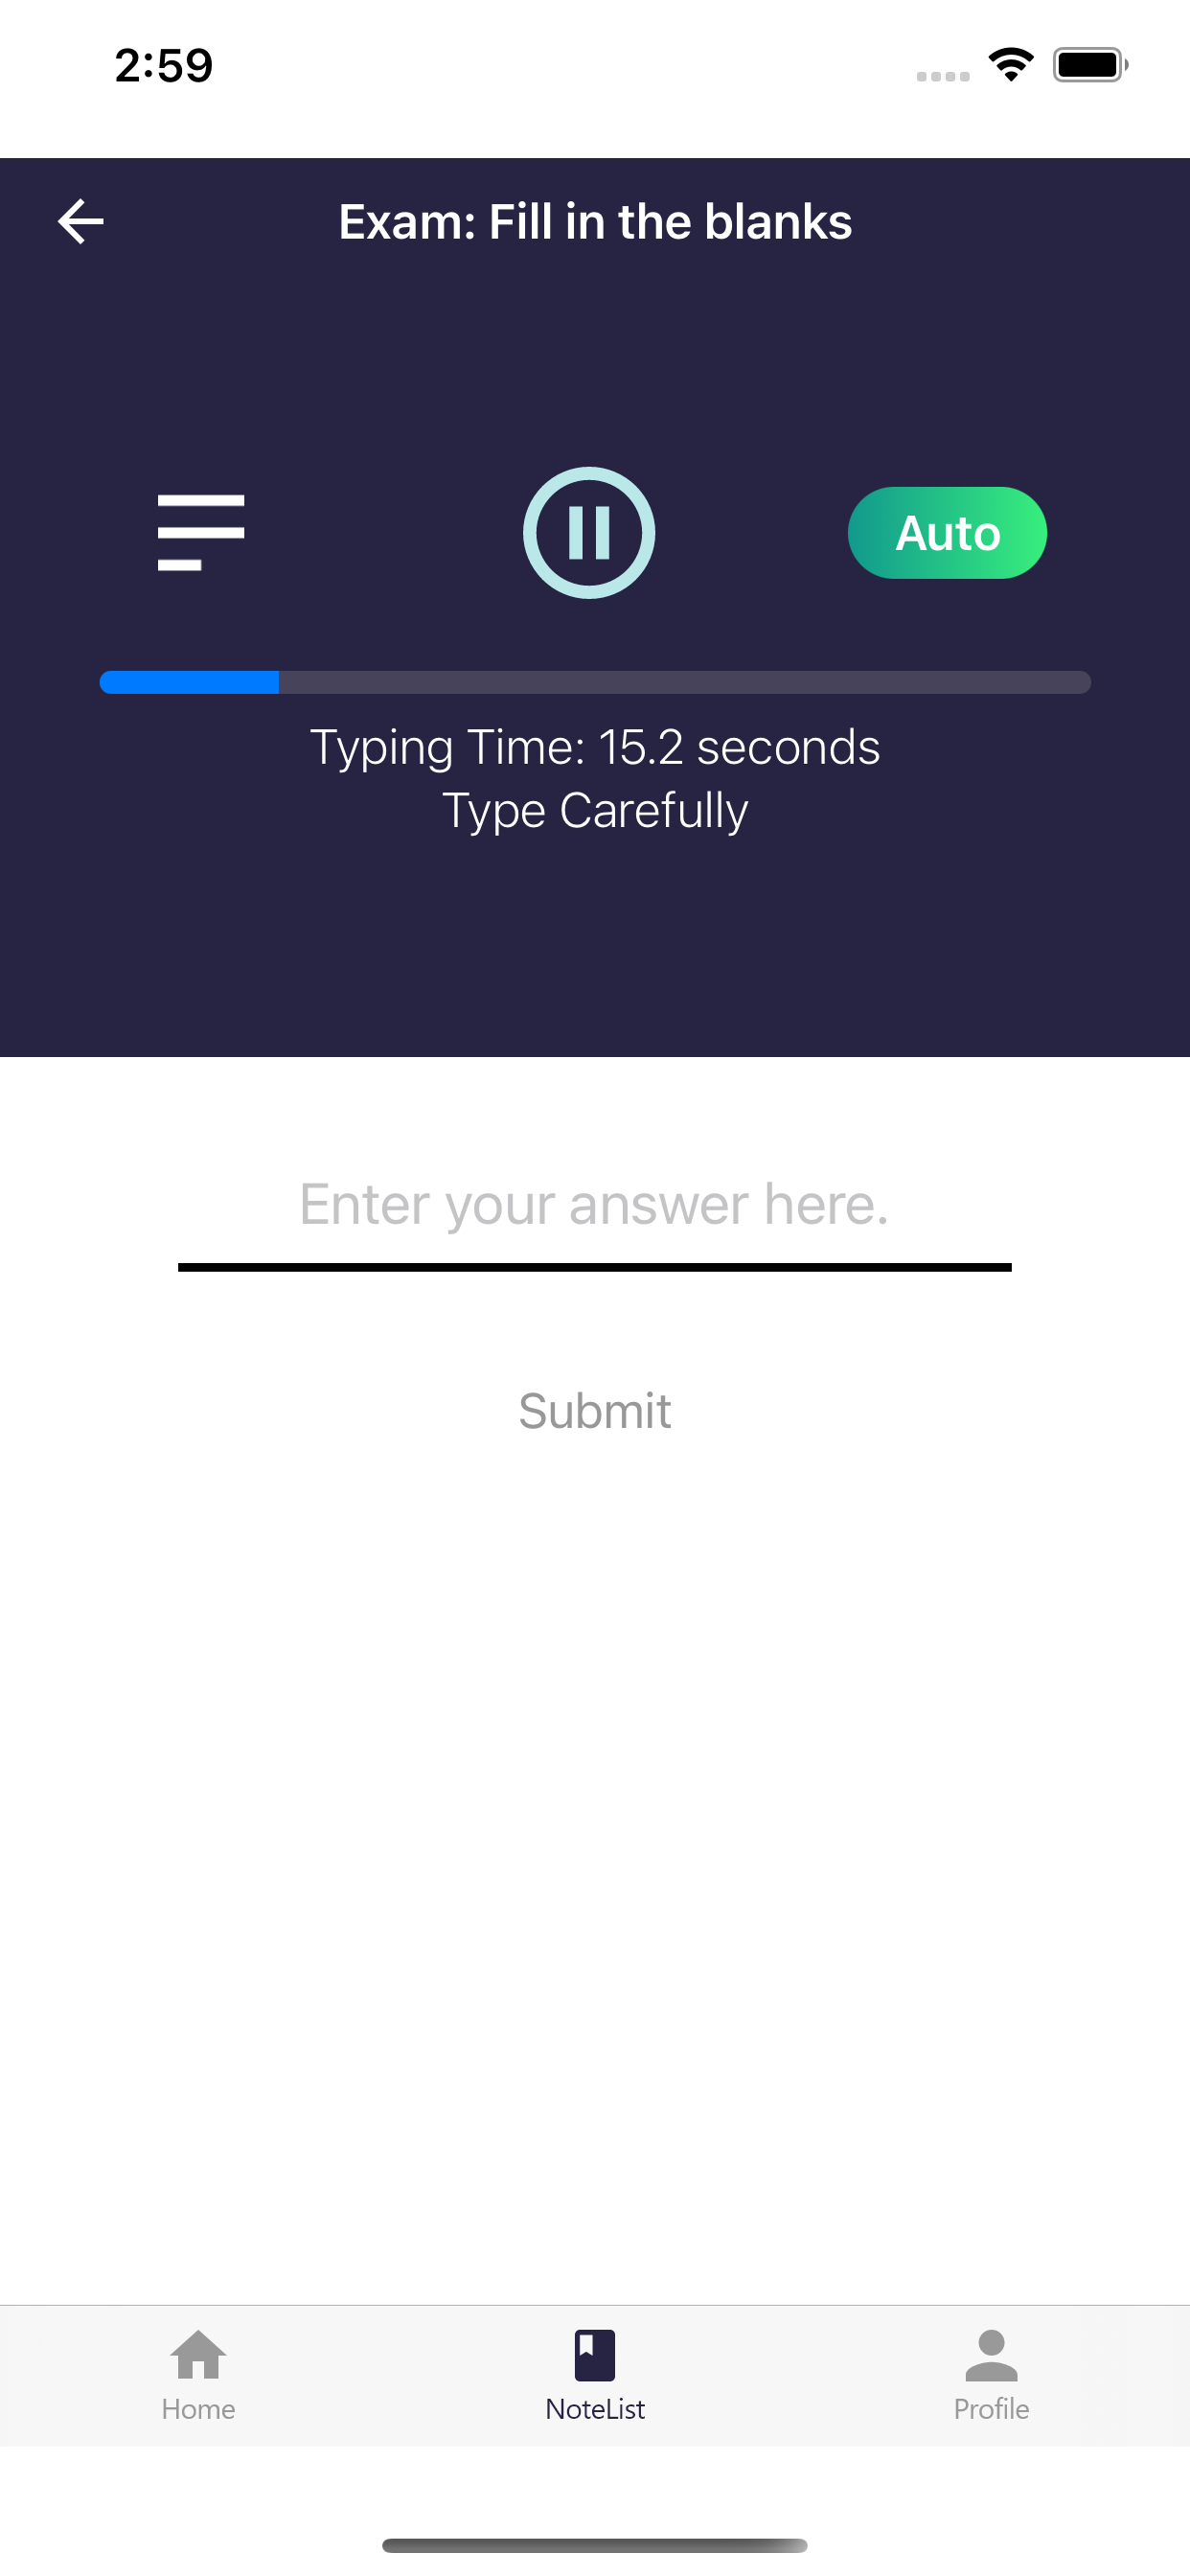 2:59
Exam: Fill in the blanks
Auto
Typing Time: 15.2 seconds
Type Carefully
Enter your answer here.
Submit
Home
NoteList
Profile